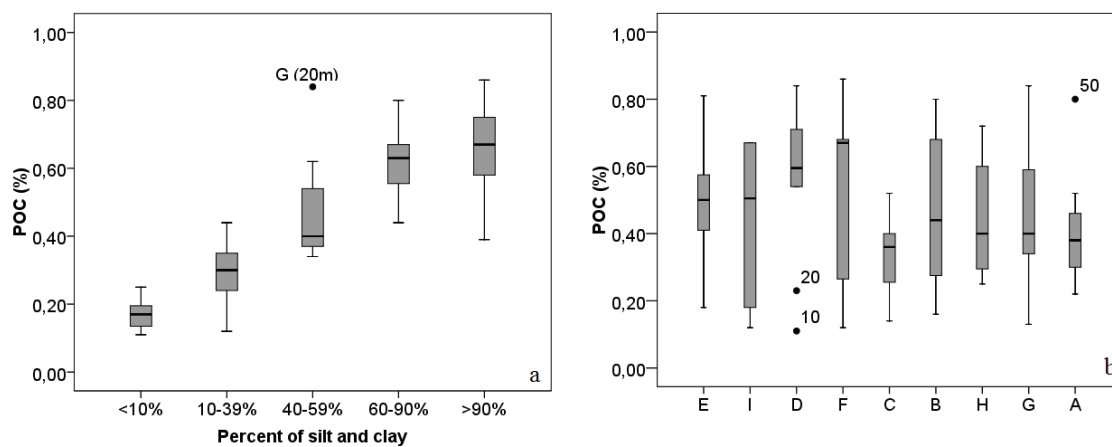 1,00
0,80
0,60
0,40
0,20
0,00
POC (%)
G (20m)
<10% 10-39% 40-59% 60-90% >90%
Percent of silt and clay
a
1,00
0,80
0,60
0,40
0,20
0,00
POC (%)
20
10
50
E I D F C B H G A
b